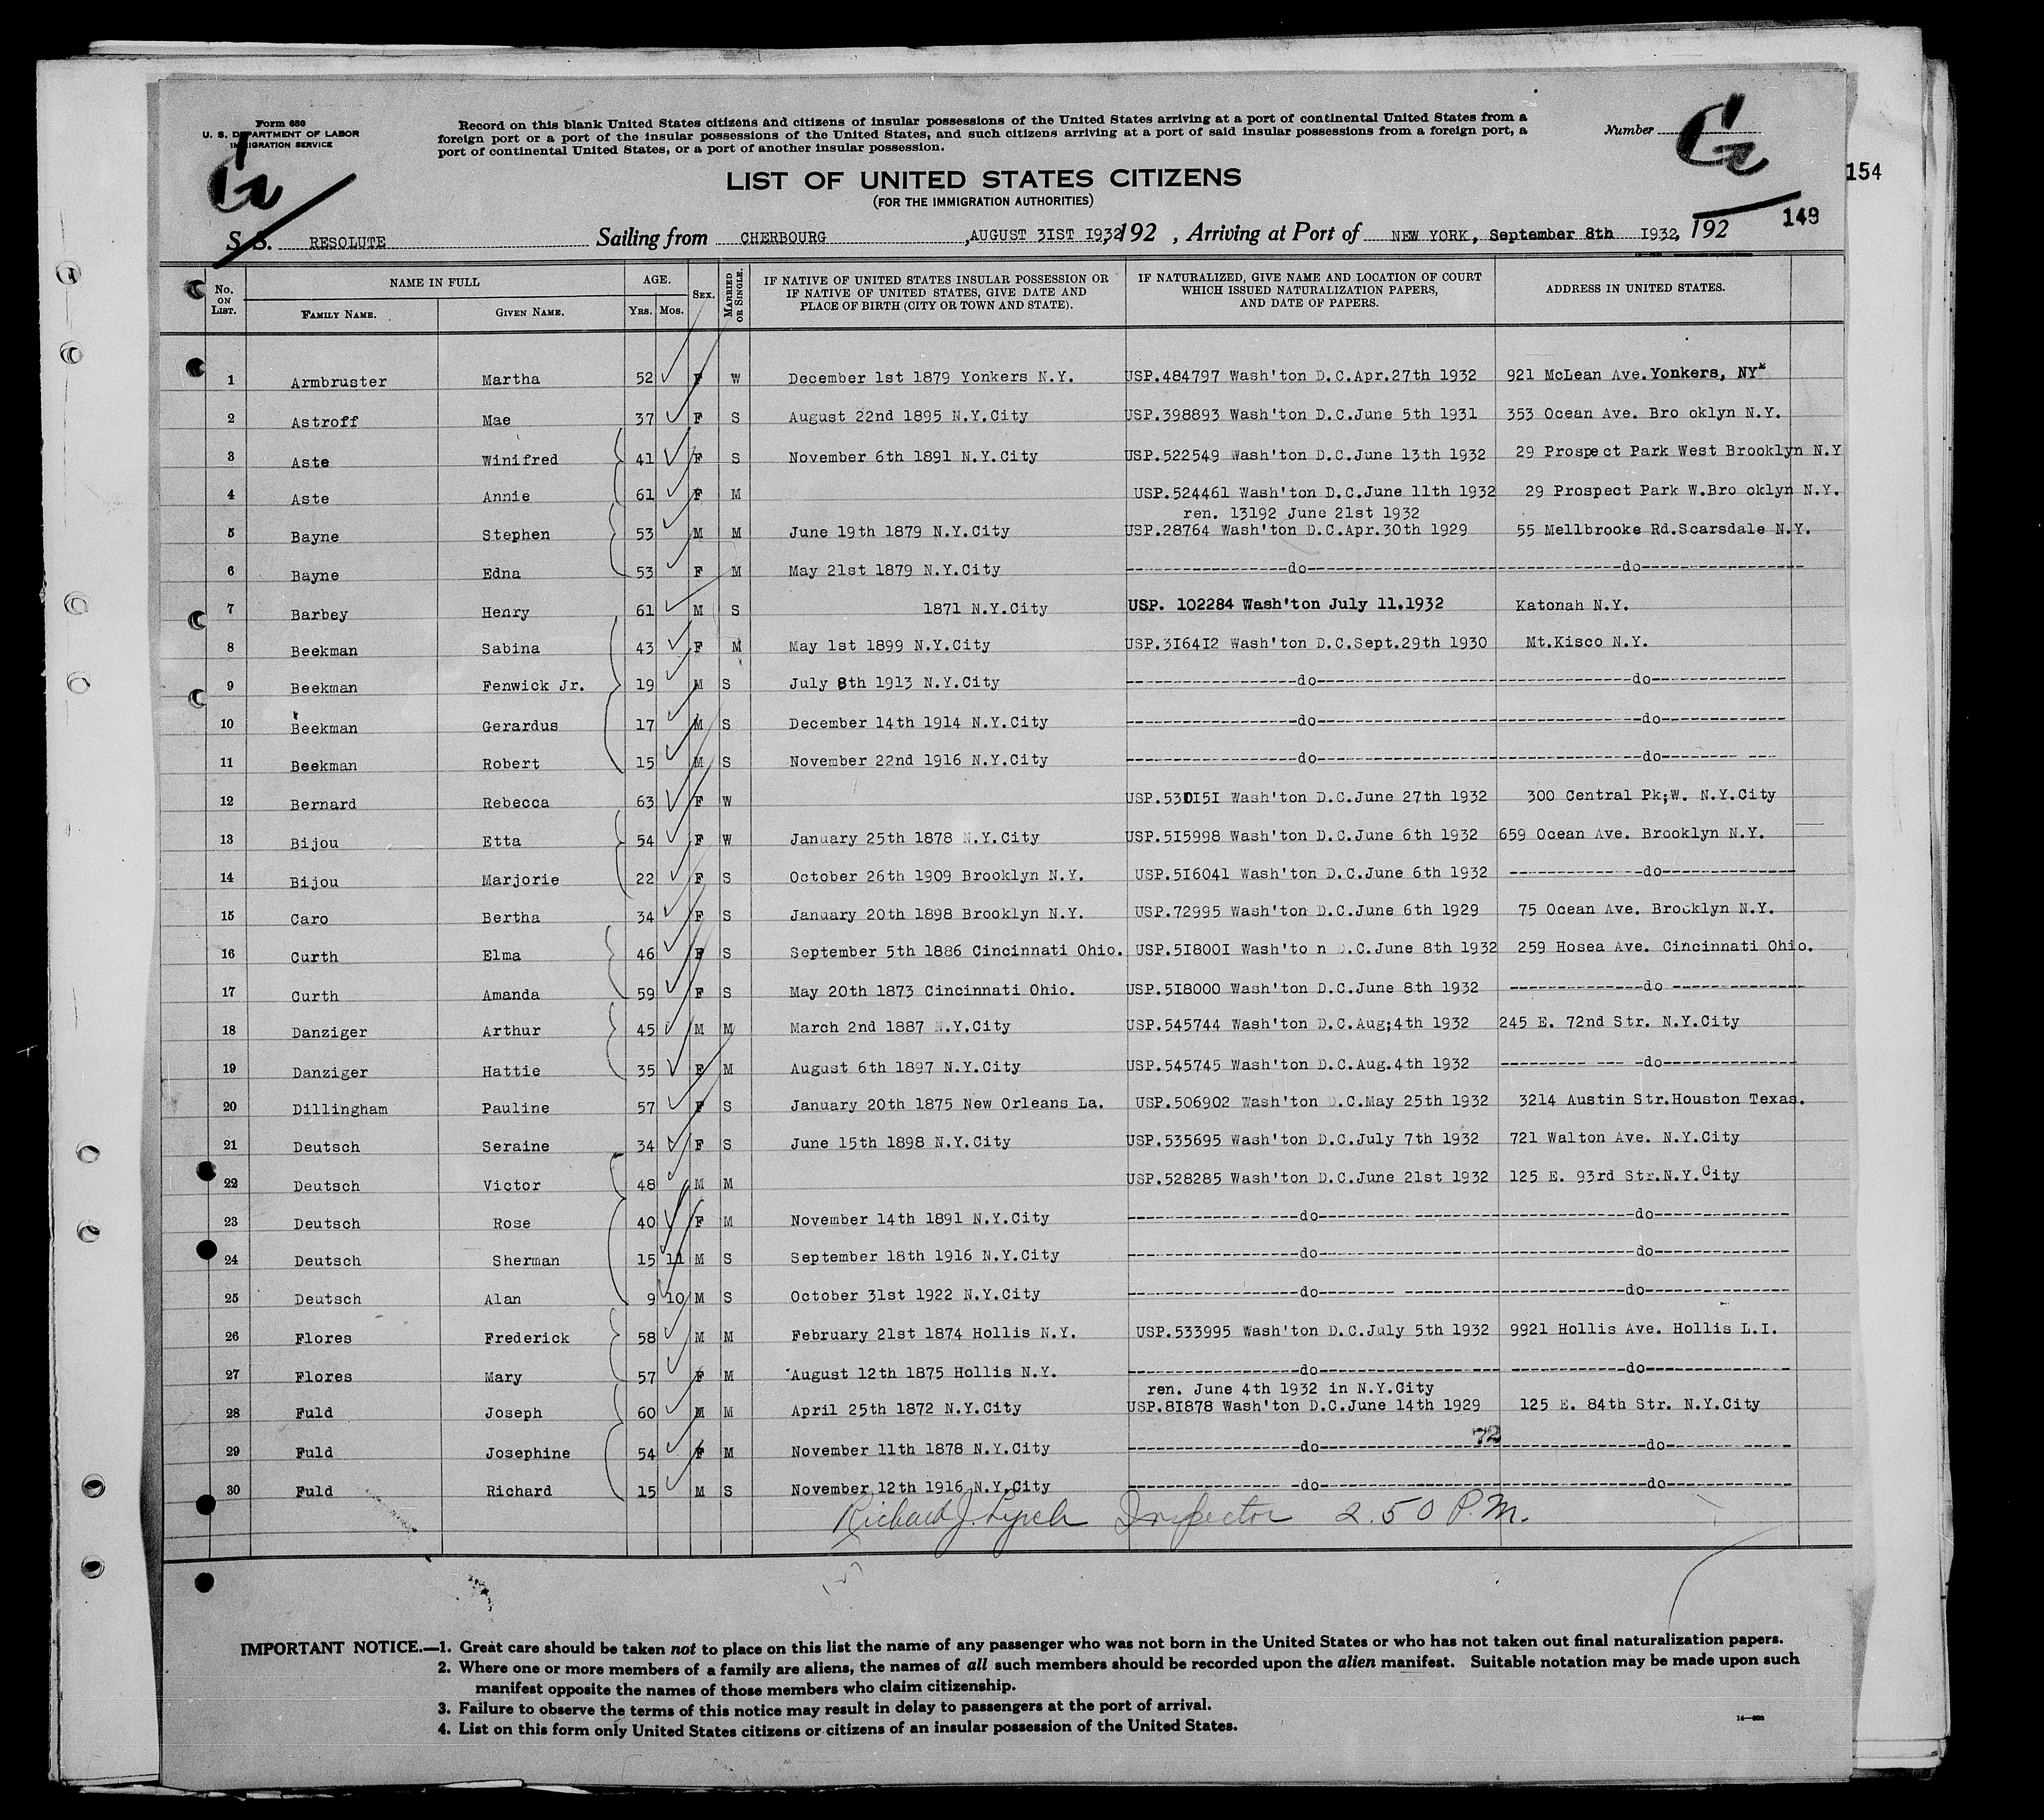 Form 630
U. S. DEPARTMENT OF LABOR
IMMIGRATION SERVICE
Record on this blank United States citizens and citizens of insular possessions of the United States arriving at a port of continental United States from a
foreign port or a port of the insular possessions of the United States, and such citizens arriving at a port of said insular possessions from a foreign port, a
port of continental United States, or a port of another insular possession.
Number
154
LIST OF UNITED STATES CITIZENS
(FOR THE IMMIGRATION AUTHORITIES)
149
S. S. RESOLUTE Sailing from CHERBOURG ,AUGUST 3IST I932, 192 , Arriving at Port of NEW YORK, September 8th I932, 192
No. ON LIST. NAME IN FULL FAMILY NAME. GIVEN NAME. AGE. YRS. MOS. SEX. MARRIED OR SINGLE. IF NATIVE OF UNITED STATES INSULAR POSSESSION OR IF NATIVE OF UNITED STATES, GIVE DATE AND PLACE OF BIRTH (CITY OR TOWN AND STATE). IF NATURALIZED, GIVE NAME AND LOCATION OF COURT WHICH ISSUED NATURALIZATION PAPERS, AND DATE OF PAPERS. ADDRESS IN UNITED STATES.
1 Armbruster Martha 52 F W December 1st 1879 Yonkers N.Y. USP.484797 Wash'ton D.C.Apr.27th 1932 921 McLean Ave.Yonkers, NY
2 Astroff Mae 37 F S August 22nd 1895 N.Y.City USP.398893 Wash'ton D.C.June 5th 1931 353 Ocean Ave. Bro oklyn N.Y.
3 Aste Winifred 41 F S November 6th 1891 N.Y.City USP.522549 Wash'ton D.C.June 13th 1932 29 Prospect Park West Brooklyn N.Y
4 Aste Annie 61 F M USP.524461 Wash'ton D.C.June 11th 1932 29 Prospect Park W.Bro oklyn N.Y.
ren. 13192 June 21st 1932
5 Bayne Stephen 53 M M June 19th 1879 N.Y.City USP.28764 Wash'ton D.C.Apr.30th 1929 55 Mellbrooke Rd.Scarsdale N.Y.
6 Bayne Edna 53 F M May 21st 1879 N.Y.City ----do---- ----do----
7 Barbey Henry 61 M S 1871 N.Y.City USP. 102284 Wash'ton July 11.1932 Katonah N.Y.
8 Beekman Sabina 43 F M May 1st 1899 N.Y.City USP.3I64I2 Wash'ton D.C.Sept.29th 1930 Mt.Kisco N.Y.
9 Beekman Fenwick Jr. 19 M S July 8th 1913 N.Y.City ----do---- ----do----
10 Beekman Gerardus 17 M S December 14th 1914 N.Y.City ----do---- ----do----
11 Beekman Robert 15 M S November 22nd 1916 N.Y.City ----do---- ----do----
12 Bernard Rebecca 63 F W USP.530I5I Wash'ton D.C.June 27th 1932 300 Central Pk;W. N.Y.City
13 Bijou Etta 54 F W January 25th 1878 N.Y.City USP.5I5998 Wash'ton D.C.June 6th 1932 659 Ocean Ave. Brooklyn N.Y.
14 Bijou Marjorie 22 F S October 26th 1909 Brooklyn N.Y. USP.5I6041 Wash'ton D.C.June 6th 1932 ----do----
15 Caro Bertha 34 F S January 20th 1898 Brooklyn N.Y. USP.72995 Wash'ton D.C.June 6th 1929 75 Ocean Ave. Brooklyn N.Y.
16 Curth Elma 46 F S September 5th 1886 Cincinnati Ohio. USP.5I800I Wash'to n D.C.June 8th 1932 259 Hosea Ave. Cincinnati Ohio.
17 Curth Amanda 59 F S May 20th 1873 Cincinnati Ohio. USP.5I8000 Wash'ton D.C.June 8th 1932 ----do----
18 Danziger Arthur 45 M M March 2nd 1887 N.Y.City USP.545744 Wash'ton D.C.Aug;4th 1932 245 E. 72nd Str. N.Y.City
19 Danziger Hattie 35 F M August 6th 1897 N.Y.City USP.545745 Wash'ton D.C.Aug.4th 1932 ----do----
20 Dillingham Pauline 57 F S January 20th 1875 New Orleans La. USP.506902 Wash'ton D.C.May 25th 1932 3214 Austin Str.Houston Texas.
21 Deutsch Seraine 34 F S June 15th 1898 N.Y.City USP.535695 Wash'ton D.C.July 7th 1932 721 Walton Ave. N.Y.City
22 Deutsch Victor 48 M M USP.528285 Wash'ton D.C.June 21st 1932 125 E. 93rd Str.N.Y.City
23 Deutsch Rose 40 F M November 14th 1891 N.Y.City ----do---- ----do----
24 Deutsch Sherman 15 11 M S September 18th 1916 N.Y.City ----do---- ----do----
25 Deutsch Alan 9 10 M S October 31st 1922 N.Y.City ----do---- ----do----
26 Flores Frederick 58 M M February 21st 1874 Hollis N.Y. USP.533995 Wash'ton D.C.July 5th 1932 9921 Hollis Ave. Hollis L.I.
27 Flores Mary 57 F M August 12th 1875 Hollis N.Y. ----do---- ----do----
ren. June 4th 1932 in N.Y.City
28 Fuld Joseph 60 M M April 25th 1872 N.Y.City USP.8I878 Wash'ton D.C.June 14th 1929 125 E. 84th Str. N.Y.City
29 Fuld Josephine 54 F M November 11th 1878 N.Y.City ----do---- 72 ----do----
30 Fuld Richard 15 M S November 12th 1916 N.Y.City ----do---- ----do----
Richard J. Lynch Inspector 2.50 P.M.
IMPORTANT NOTICE.—1. Great care should be taken not to place on this list the name of any passenger who was not born in the United States or who has not taken out final naturalization papers.
2. Where one or more members of a family are aliens, the names of all such members should be recorded upon the alien manifest. Suitable notation may be made upon such
manifest opposite the names of those members who claim citizenship.
3. Failure to observe the terms of this notice may result in delay to passengers at the port of arrival.
4. List on this form only United States citizens or citizens of an insular possession of the United States.